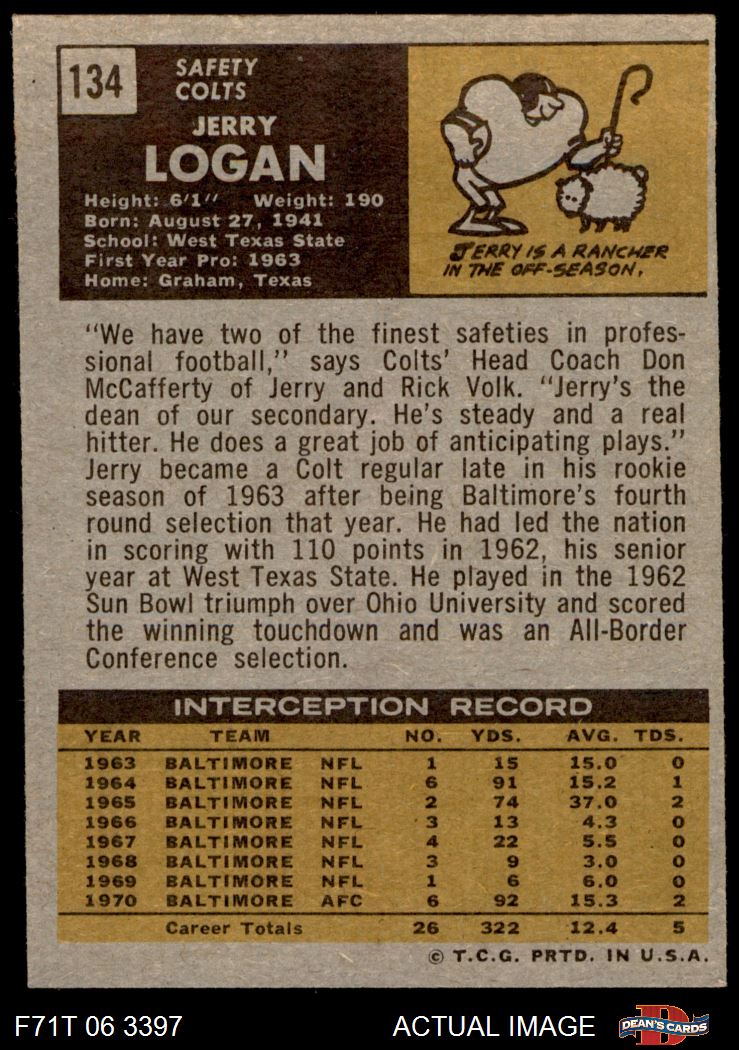 134
SAFETY
COLTS
JERRY
LOGAN
Height: 6'1" Weight: 190
Born: August 27, 1941
School: West Texas State
First Year Pro: 1963
Home: Graham, Texas
JERRY IS A RANCHER
IN THE OFF-SEASON.
"We have two of the finest safeties in profes-
sional football," says Colts' Head Coach Don
McCafferty of Jerry and Rick Volk. "Jerry's the
dean of our secondary. He's steady and a real
hitter. He does a great job of anticipating plays."
Jerry became a Colt regular late in his rookie
season of 1963 after being Baltimore's fourth
round selection that year. He had led the nation
in scoring with 110 points in 1962, his senior
year at West Texas State. He played in the 1962
Sun Bowl triumph over Ohio University and scored
the winning touchdown and was an All-Border
Conference selection.
INTERCEPTION RECORD
YEAR TEAM NO. YDS. AVG. TDS.
1963 BALTIMORE NFL 1 15 15.0 0
1964 BALTIMORE NFL 6 91 15.2 1
1965 BALTIMORE NFL 2 74 37.0 2
1966 BALTIMORE NFL 3 13 4.3 0
1967 BALTIMORE NFL 4 22 5.5 0
1968 BALTIMORE NFL 3 9 3.0 0
1969 BALTIMORE NFL 1 6 6.0 0
1970 BALTIMORE AFC 6 92 15.3 2
Career Totals 26 322 12.4 5
© T.C.G. PRTD. IN U.S.A.
F71T 06 3397 ACTUAL IMAGE D DEAN'S CARDS